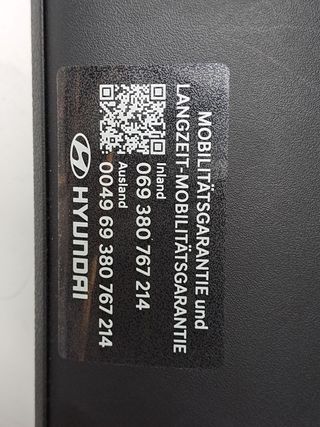 MOBILITÄTSGARANTIE und
LANGZEIT-MOBILITÄTSGARANTIE
Inland
069 380 767 214
Ausland
0049 69 380 767 214
HYUNDAI